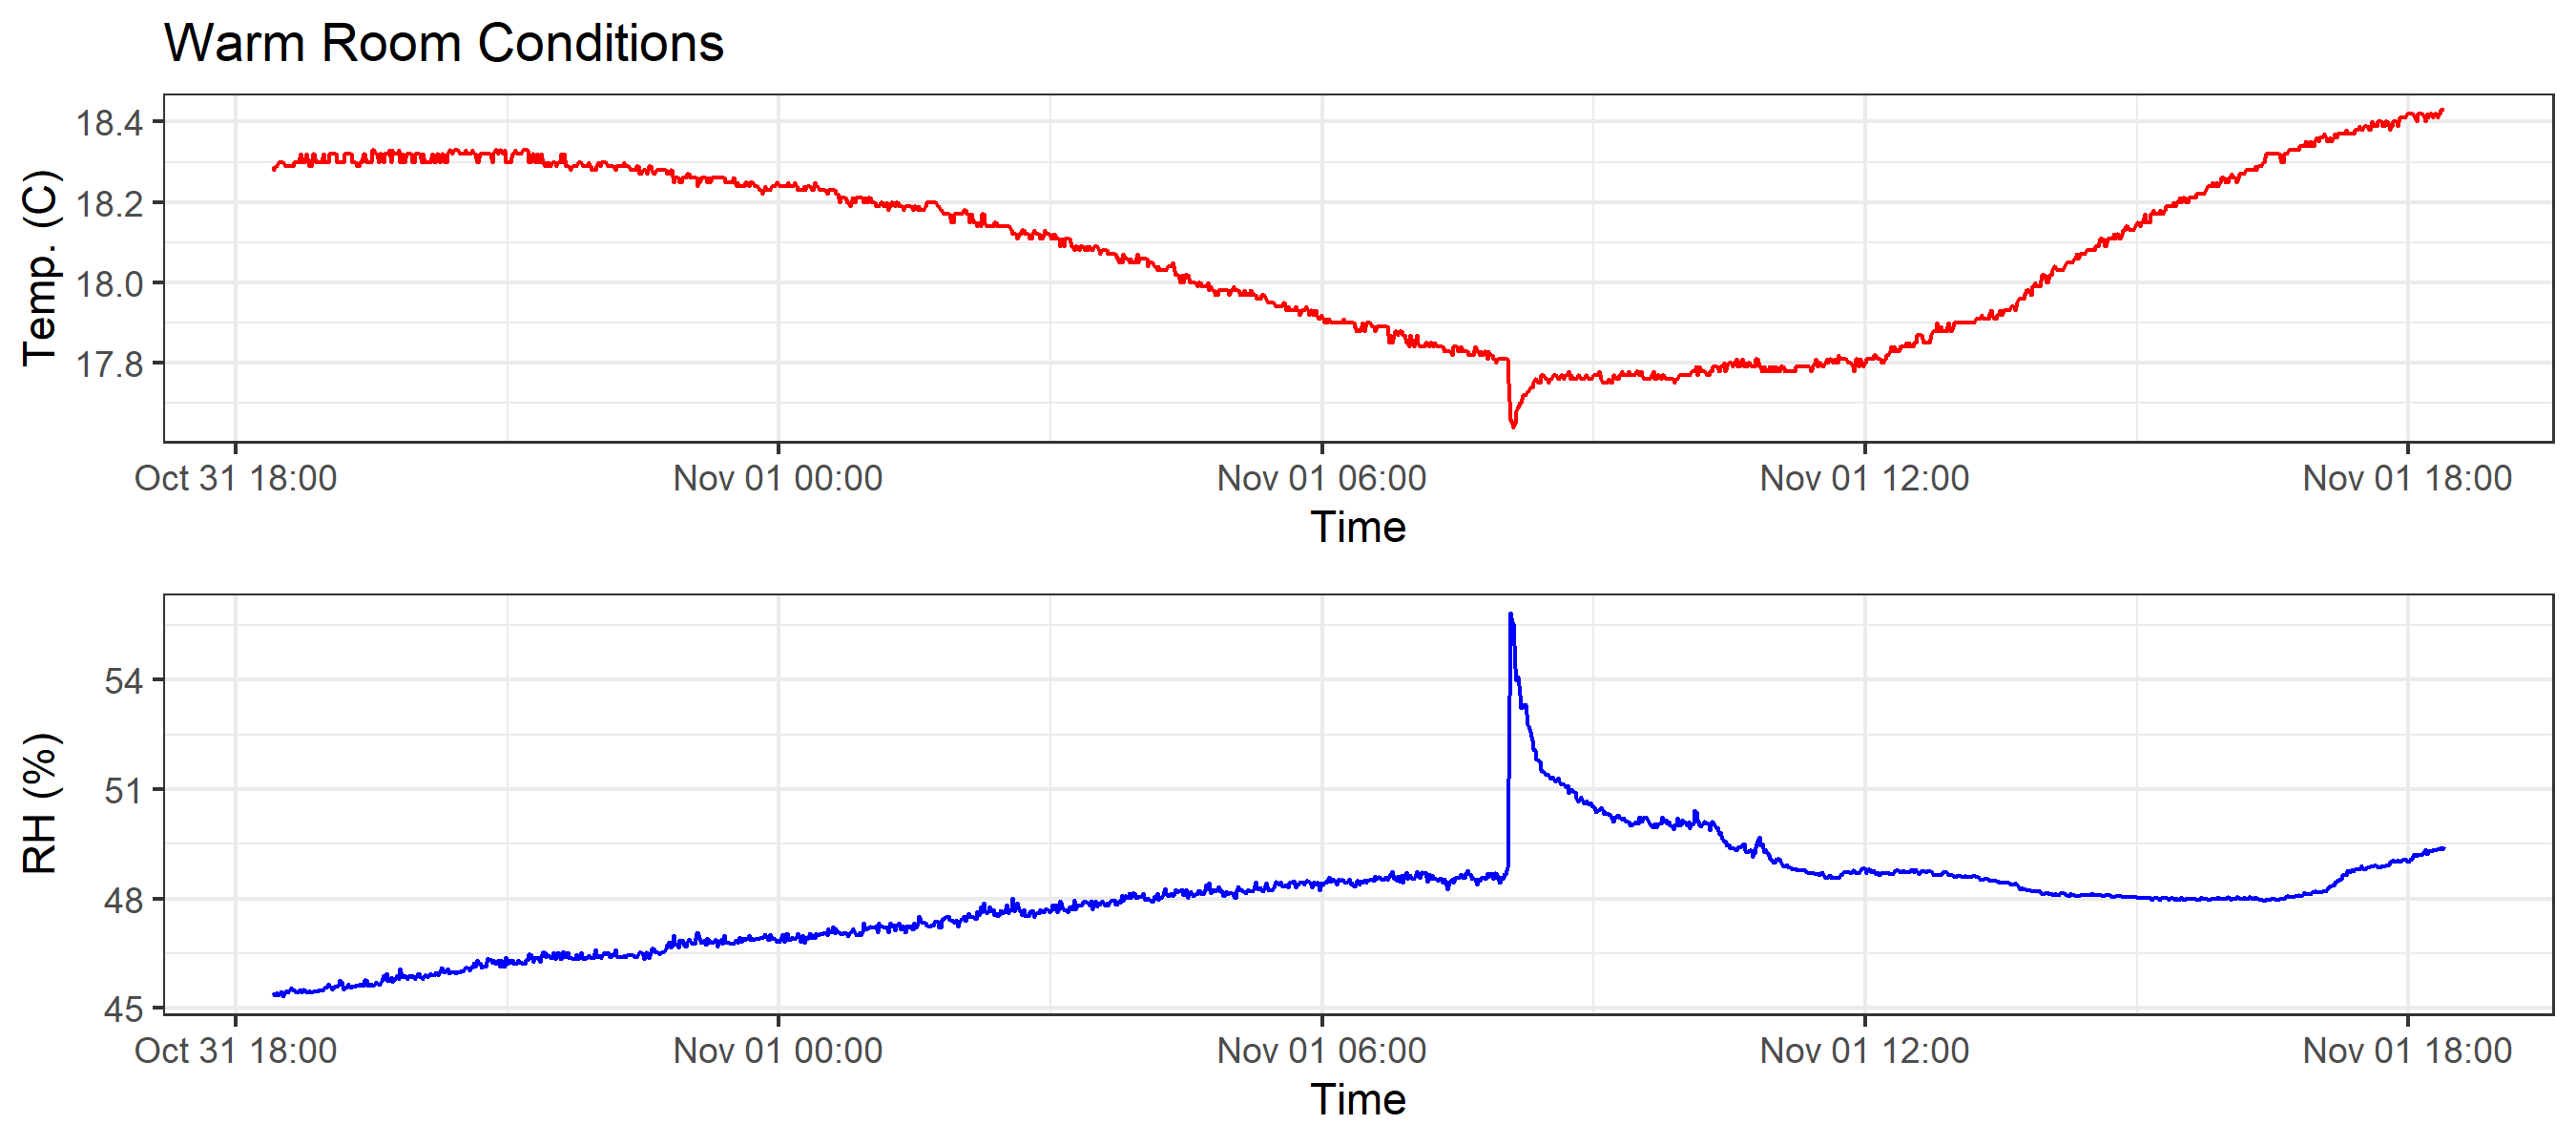 Warm Room Conditions
Temp. (C)
18.4
18.2
18.0
17.8
Oct 31 18:00 Nov 01 00:00 Nov 01 06:00 Nov 01 12:00 Nov 01 18:00
Time
RH (%)
54
51
48
45
Oct 31 18:00 Nov 01 00:00 Nov 01 06:00 Nov 01 12:00 Nov 01 18:00
Time